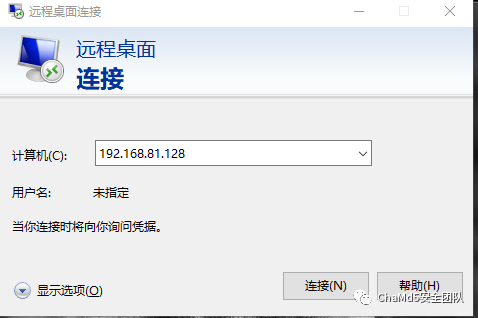 远程桌面连接
远程桌面
连接
计算机(C):
192.168.81.128
用户名:
未指定
当你连接时将向你询问凭据。
显示选项(O)
连接(N)
帮助(H)
ChaMd5安全团队